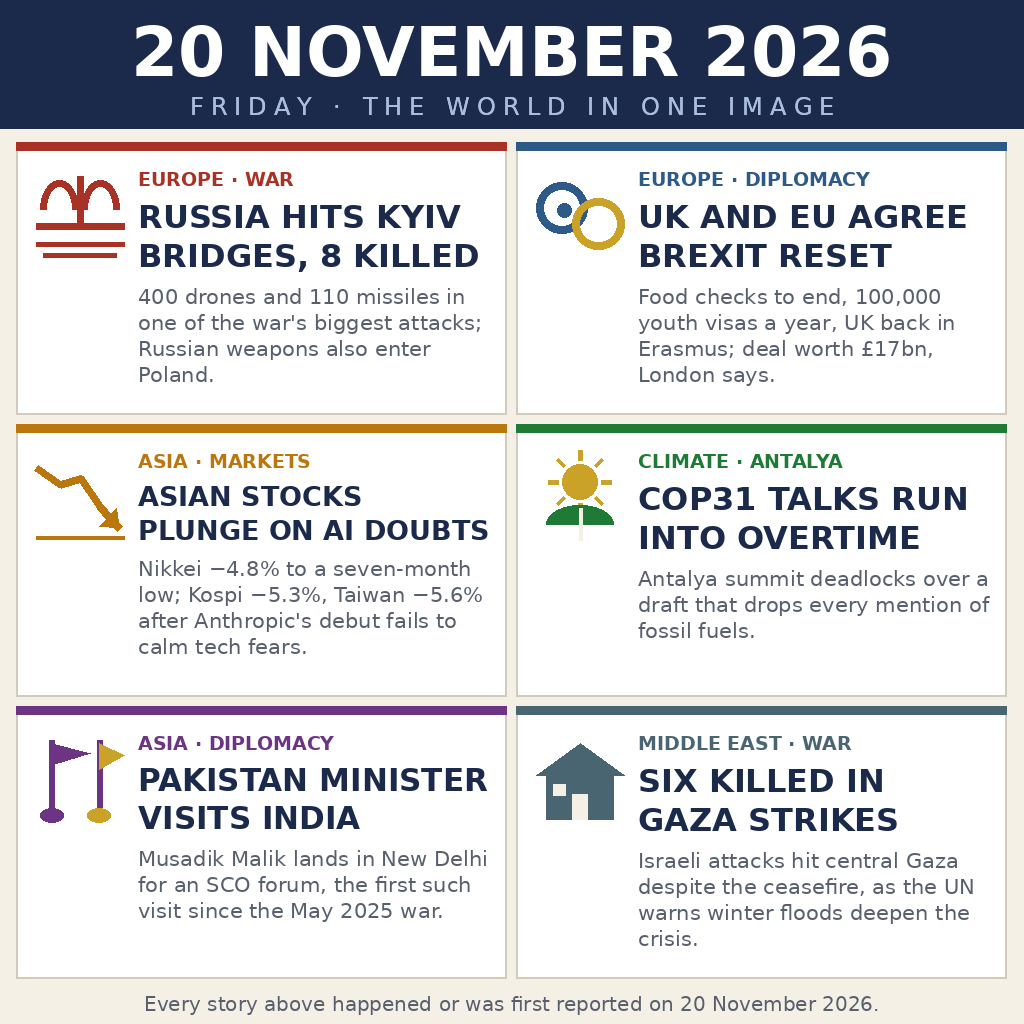 20 NOVEMBER 2026
FRIDAY · THE WORLD IN ONE IMAGE
EUROPE · WAR
RUSSIA HITS KYIV
BRIDGES, 8 KILLED
400 drones and 110 missiles in
one of the war's biggest attacks;
Russian weapons also enter
Poland.
EUROPE · DIPLOMACY
UK AND EU AGREE
BREXIT RESET
Food checks to end, 100,000
youth visas a year, UK back in
Erasmus; deal worth £17bn,
London says.
ASIA · MARKETS
ASIAN STOCKS
PLUNGE ON AI DOUBTS
Nikkei −4.8% to a seven-month
low; Kospi −5.3%, Taiwan −5.6%
after Anthropic's debut fails to
calm tech fears.
CLIMATE · ANTALYA
COP31 TALKS RUN
INTO OVERTIME
Antalya summit deadlocks over a
draft that drops every mention of
fossil fuels.
ASIA · DIPLOMACY
PAKISTAN MINISTER
VISITS INDIA
Musadik Malik lands in New Delhi
for an SCO forum, the first such
visit since the May 2025 war.
MIDDLE EAST · WAR
SIX KILLED IN
GAZA STRIKES
Israeli attacks hit central Gaza
despite the ceasefire, as the UN
warns winter floods deepen the
crisis.
Every story above happened or was first reported on 20 November 2026.